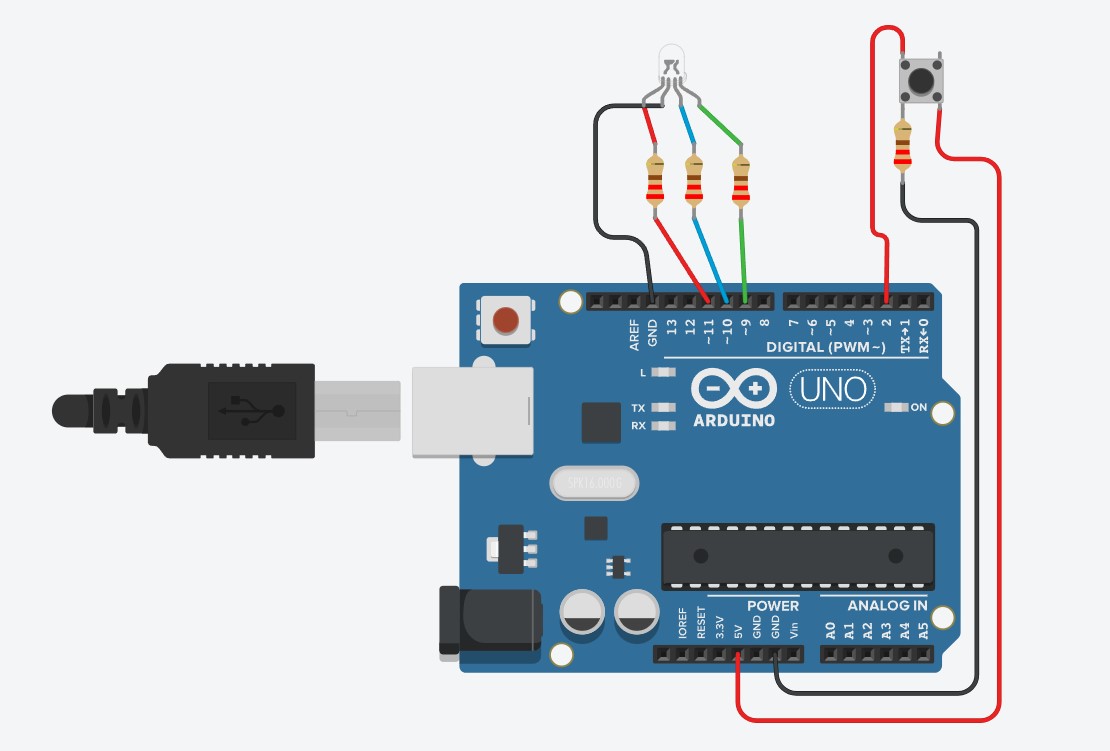 AREF
GND
13
12
~11
~10
~9
8
7
~6
~5
4
~3
2
TX→1
RX←0
DIGITAL (PWM~)
L
TX
RX
UNO
ON
ARDUINO
SPK16.000G
POWER
ANALOG IN
IOREF
RESET
3.3V
5V
GND
GND
Vin
A0
A1
A2
A3
A4
A5